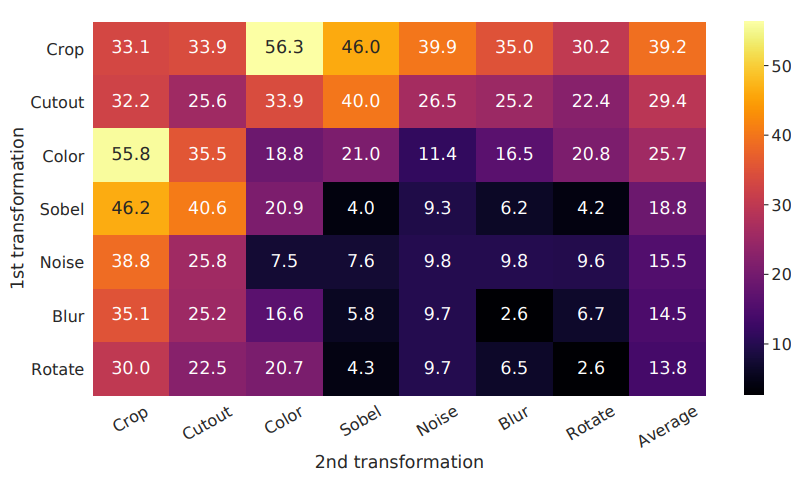 Crop 33.1 33.9 56.3 46.0 39.9 35.0 30.2 39.2
Cutout 32.2 25.6 33.9 40.0 26.5 25.2 22.4 29.4
Color 55.8 35.5 18.8 21.0 11.4 16.5 20.8 25.7
Sobel 46.2 40.6 20.9 4.0 9.3 6.2 4.2 18.8
Noise 38.8 25.8 7.5 7.6 9.8 9.8 9.6 15.5
Blur 35.1 25.2 16.6 5.8 9.7 2.6 6.7 14.5
Rotate 30.0 22.5 20.7 4.3 9.7 6.5 2.6 13.8
Crop Cutout Color Sobel Noise Blur Rotate Average
2nd transformation
1st transformation
50
40
30
20
10